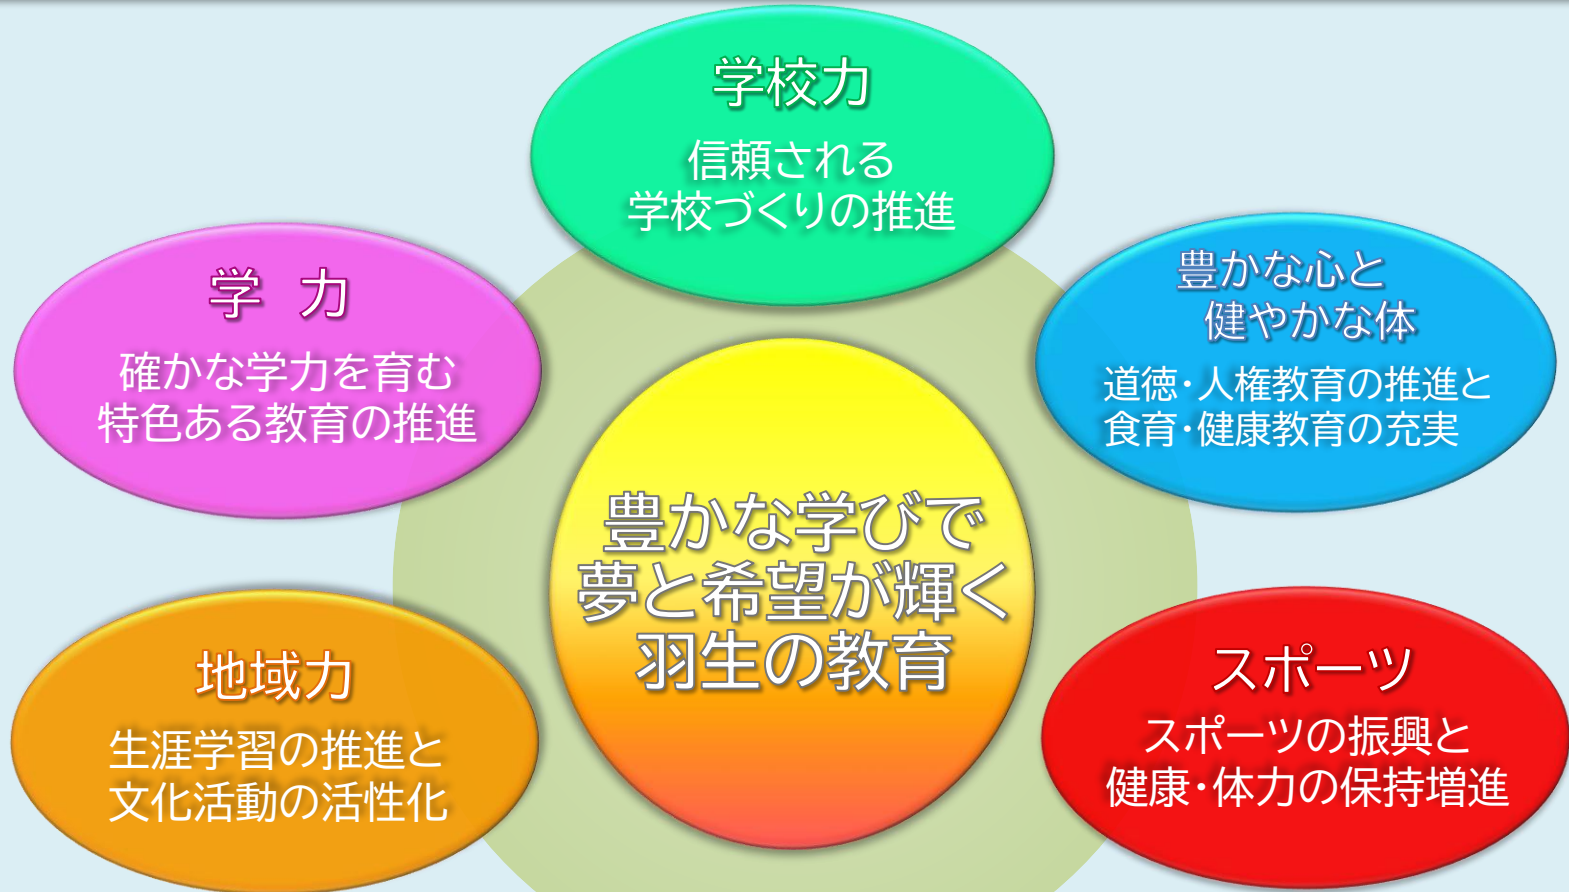 学校力
信頼される
学校づくりの推進
学 力
確かな学力を育む
特色ある教育の推進
豊かな心と
健やかな体
道徳・人権教育の推進と
食育・健康教育の充実
豊かな学びで
夢と希望が輝く
羽生の教育
地域力
生涯学習の推進と
文化活動の活性化
スポーツ
スポーツの振興と
健康・体力の保持増進